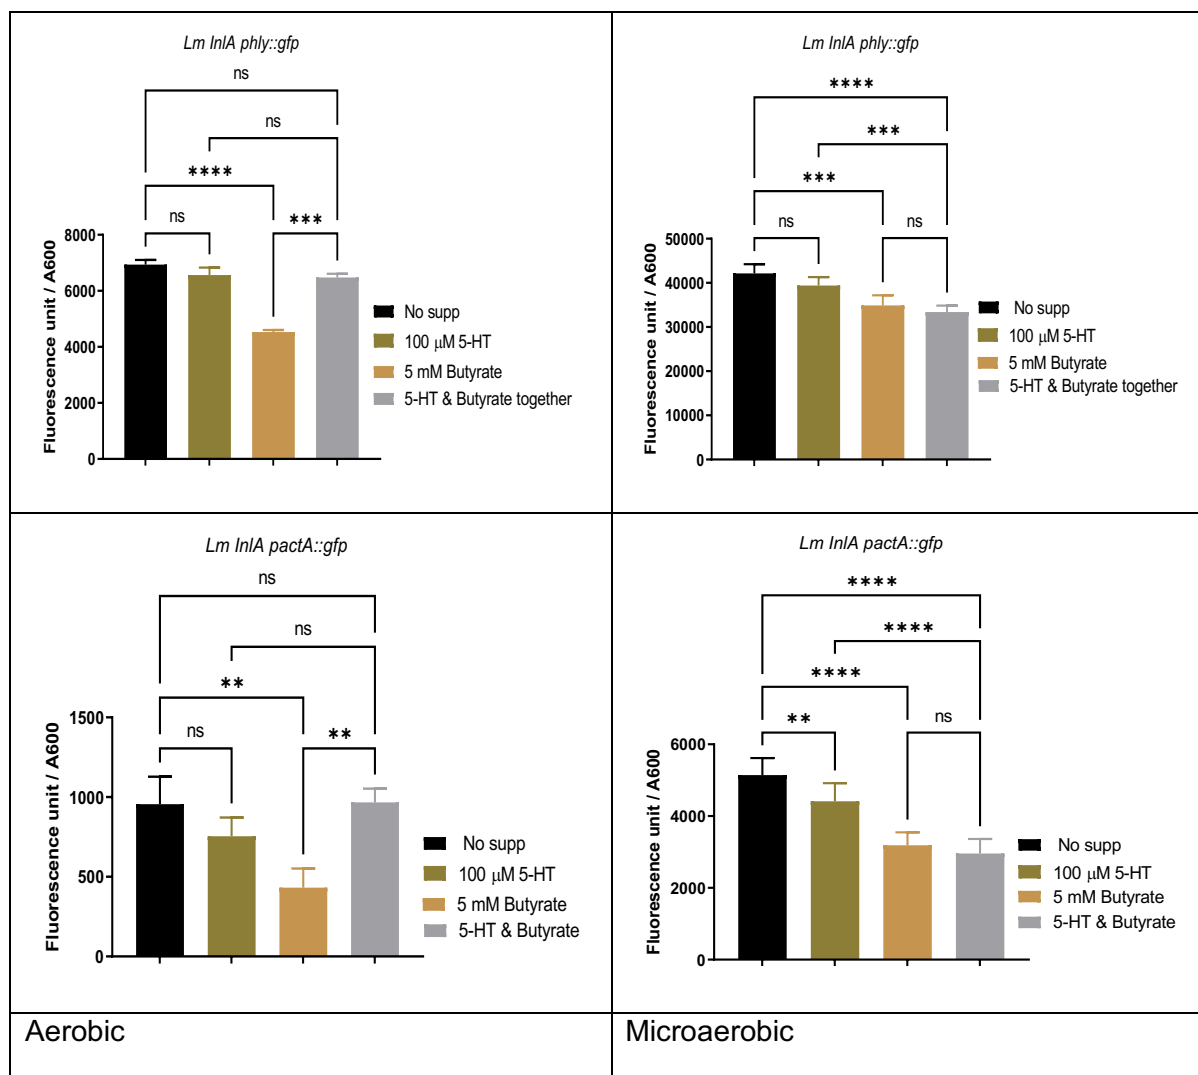 Lm InlA phly::gfp
ns
ns
****
ns
***
8000
6000
4000
2000
0
Fluorescence unit / A600
No supp
100 μM 5-HT
5 mM Butyrate
5-HT & Butyrate together
Lm InlA phly::gfp
****
***
***
ns
ns
50000
40000
30000
20000
10000
0
Fluorescence unit / A600
No supp
100 μM 5-HT
5 mM Butyrate
5-HT & Butyrate together
Lm InlA pactA::gfp
ns
ns
**
ns
**
1500
1000
500
0
Fluorescence unit / A600
No supp
100 μM 5-HT
5 mM Butyrate
5-HT & Butyrate
Lm InlA pactA::gfp
****
****
****
**
ns
6000
4000
2000
0
Fluorescence unit / A600
No supp
100 μM 5-HT
5 mM Butyrate
5-HT & Butyrate
Aerobic
Microaerobic